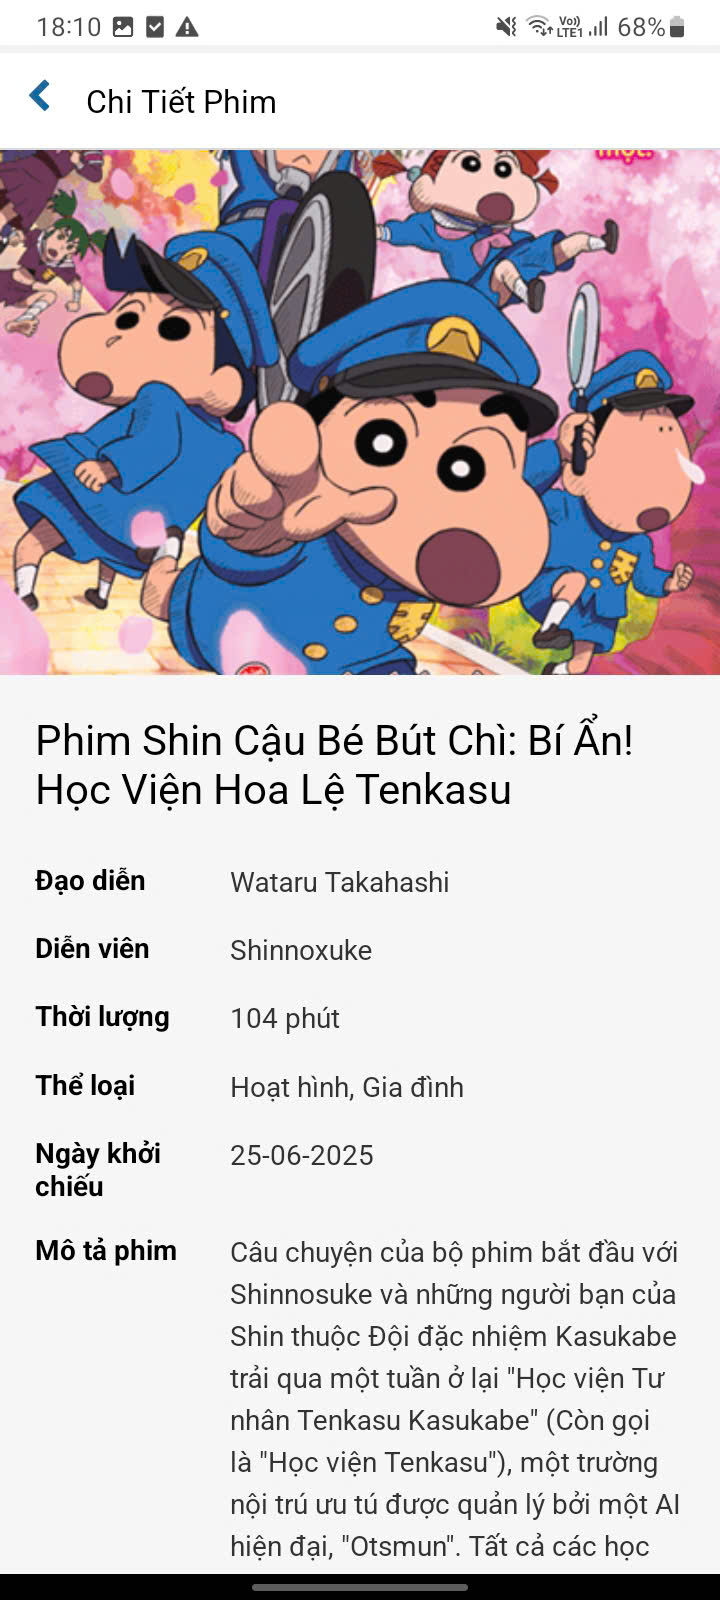 18:10
Vo))
LTE1
68%
Chi Tiết Phim
một!
Phim Shin Cậu Bé Bút Chì: Bí Ẩn!
Học Viện Hoa Lệ Tenkasu
Đạo diễn Wataru Takahashi
Diễn viên Shinnoxuke
Thời lượng 104 phút
Thể loại Hoạt hình, Gia đình
Ngày khởi 25-06-2025
chiếu
Mô tả phim Câu chuyện của bộ phim bắt đầu với
Shinnosuke và những người bạn của
Shin thuộc Đội đặc nhiệm Kasukabe
trải qua một tuần ở lại "Học viện Tư
nhân Tenkasu Kasukabe" (Còn gọi
là "Học viện Tenkasu"), một trường
nội trú ưu tú được quản lý bởi một AI
hiện đại, "Otsmun". Tất cả các học